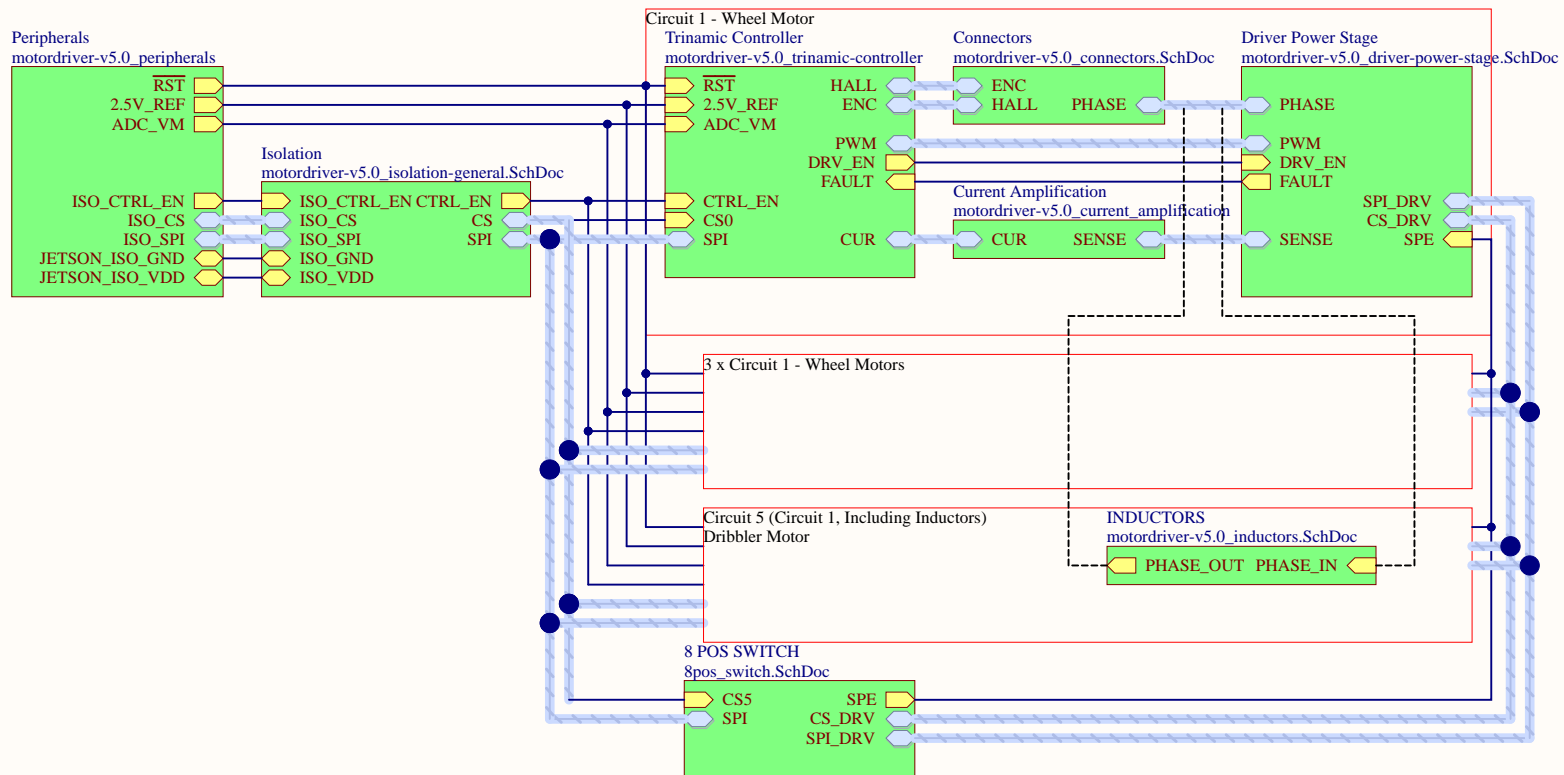 Circuit 1 - Wheel Motor
Peripherals
motordriver-v5.0_peripherals
RST
2.5V_REF
ADC_VM
ISO_CTRL_EN
ISO_CS
ISO_SPI
JETSON_ISO_GND
JETSON_ISO_VDD
Isolation
motordriver-v5.0_isolation-general.SchDoc
ISO_CTRL_EN CTRL_EN
ISO_CS CS
ISO_SPI SPI
ISO_GND
ISO_VDD
Trinamic Controller
motordriver-v5.0_trinamic-controller
RST HALL
2.5V_REF ENC
ADC_VM
PWM
DRV_EN
FAULT
CTRL_EN
CS0
SPI CUR
Connectors
motordriver-v5.0_connectors.SchDoc
ENC
HALL PHASE
Current Amplification
motordriver-v5.0_current_amplification
CUR SENSE
Driver Power Stage
motordriver-v5.0_driver-power-stage.SchDoc
PHASE
PWM
DRV_EN
FAULT
SPI_DRV
CS_DRV
SENSE SPE
3 x Circuit 1 - Wheel Motors
Circuit 5 (Circuit 1, Including Inductors)
Dribbler Motor
INDUCTORS
motordriver-v5.0_inductors.SchDoc
PHASE_OUT PHASE_IN
8 POS SWITCH
8pos_switch.SchDoc
CS5 SPE
SPI CS_DRV
SPI_DRV